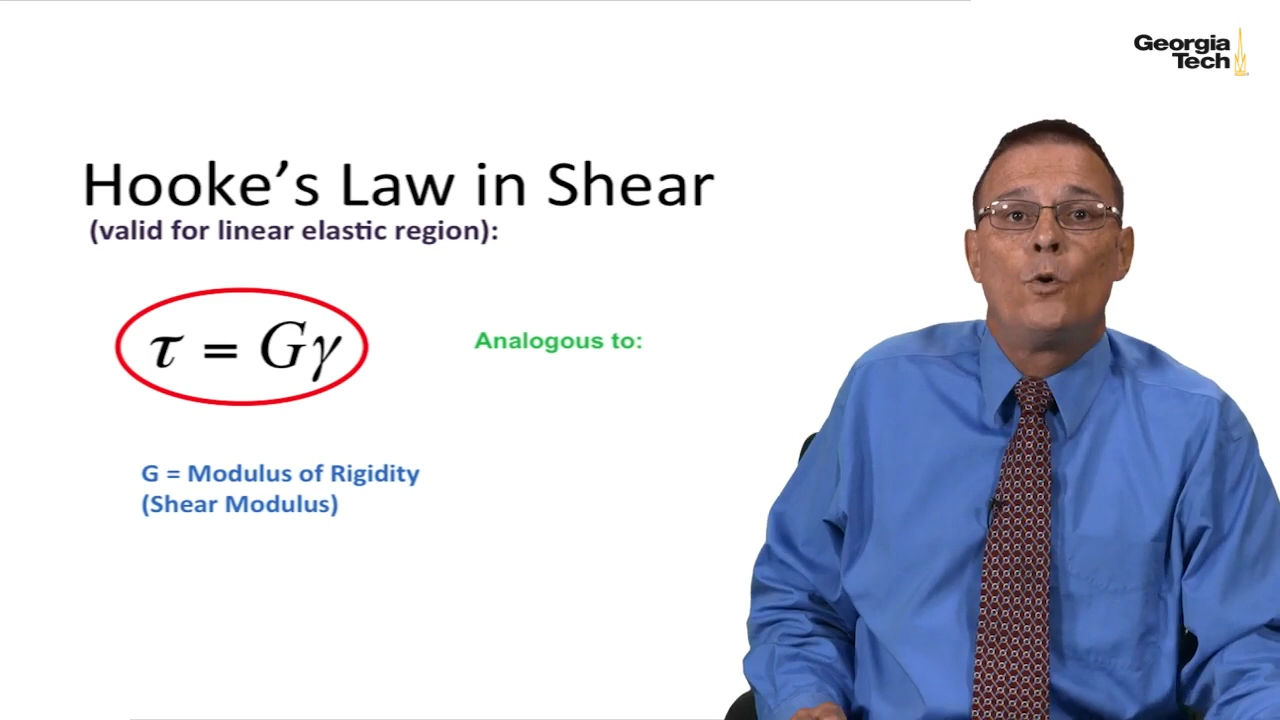 Georgia
Tech
Hooke’s Law in Shear
(valid for linear elastic region):
τ = Gγ
Analogous to:
G = Modulus of Rigidity
(Shear Modulus)